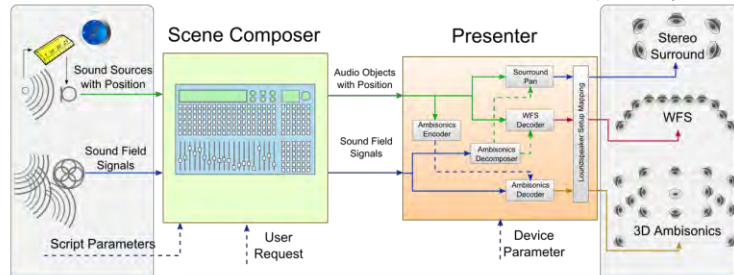 Scene Composer
Presenter
Sound Sources
with Position
Sound Field
Signals
Script Parameters
User
Request
Audio Objects
with Position
Sound Field
Signals
Device
Parameter
Sourround
Pan
Ambisonics
Encoder
WFS
Decoder
Ambisonics
Decomposer
Ambisonics
Decoder
Loundspeaker Setup Mapping
Stereo
Surround
WFS
3D Ambisonics